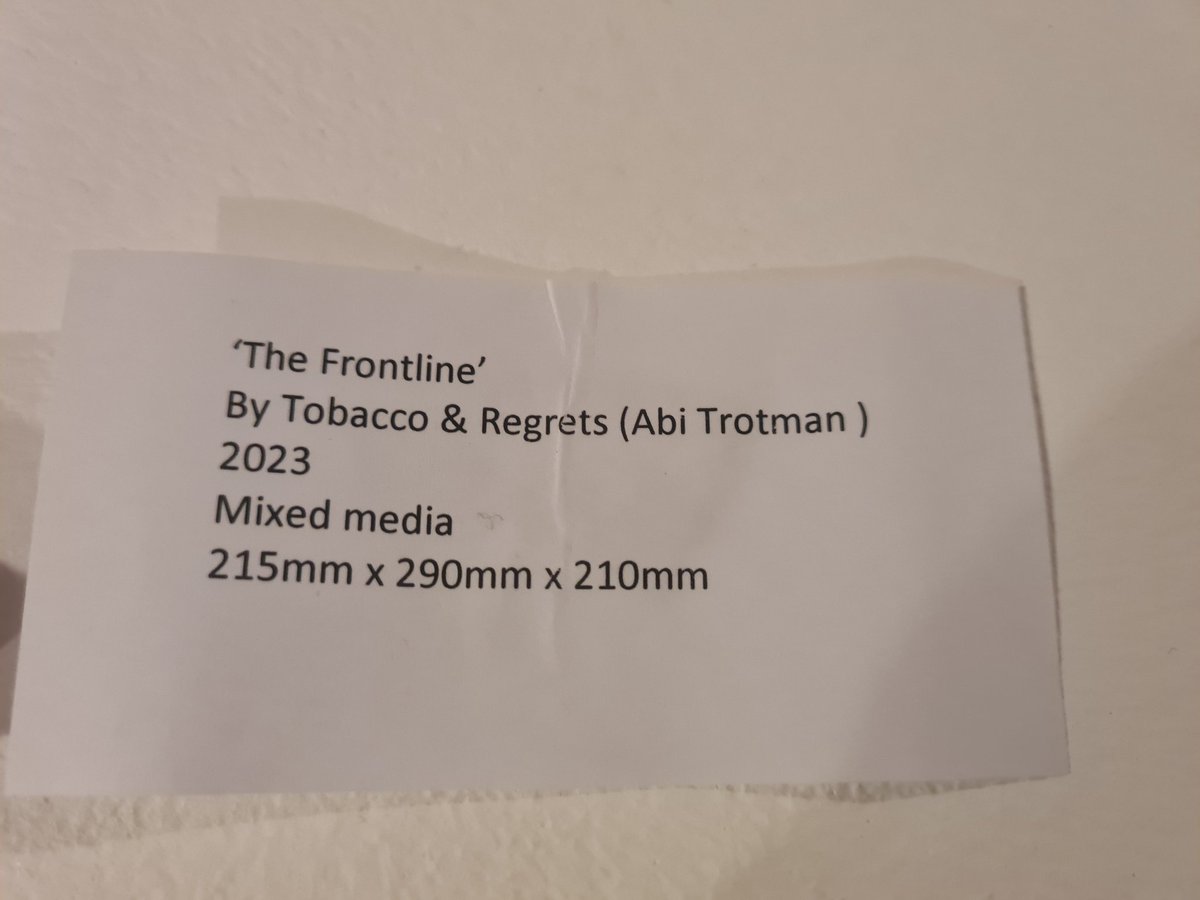 ‘The Frontline’
By Tobacco & Regrets (Abi Trotman )
2023
Mixed media
215mm x 290mm x 210mm